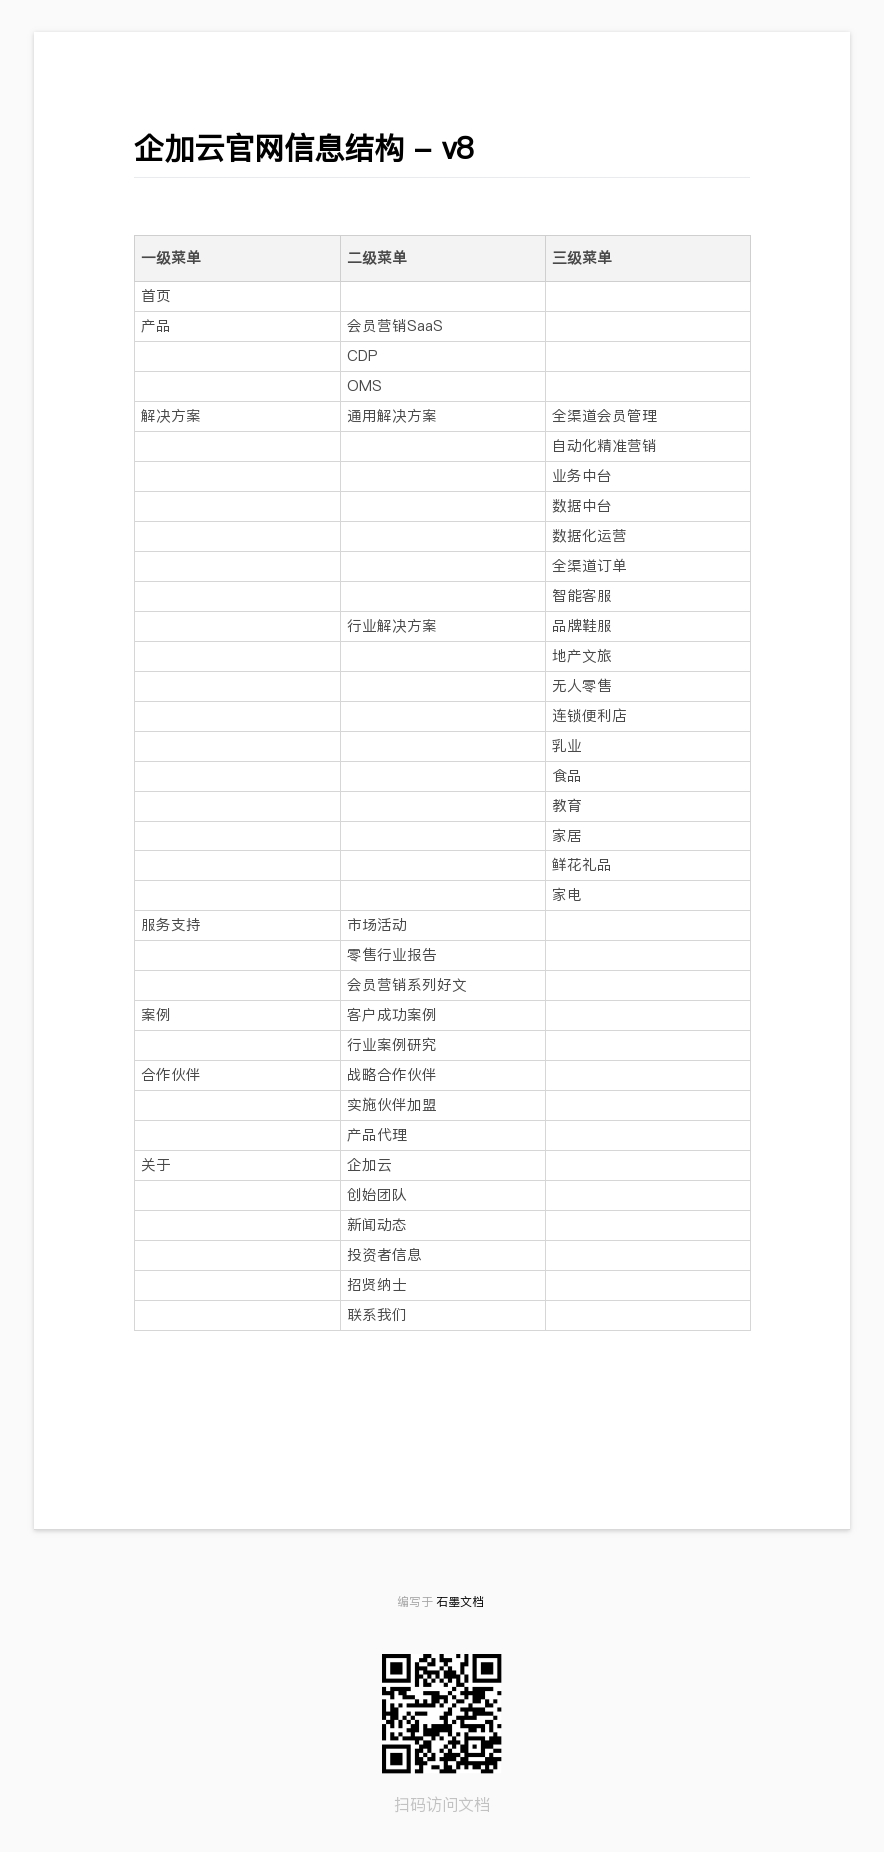 企加云官网信息结构 – v8
一级菜单 二级菜单 三级菜单
首页
产品 会员营销SaaS
CDP
OMS
解决方案 通用解决方案 全渠道会员管理
自动化精准营销
业务中台
数据中台
数据化运营
全渠道订单
智能客服
行业解决方案 品牌鞋服
地产文旅
无人零售
连锁便利店
乳业
食品
教育
家居
鲜花礼品
家电
服务支持 市场活动
零售行业报告
会员营销系列好文
案例 客户成功案例
行业案例研究
合作伙伴 战略合作伙伴
实施伙伴加盟
产品代理
关于 企加云
创始团队
新闻动态
投资者信息
招贤纳士
联系我们
编写于 石墨文档
扫码访问文档